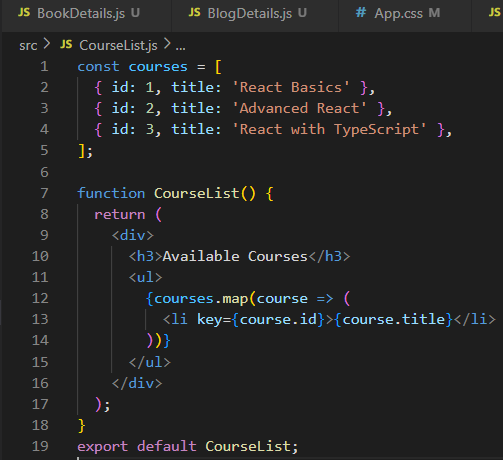 JS BookDetails.js U JS BlogDetails.js U # App.css M JS
src > JS CourseList.js > ...
1 const courses = [
2 { id: 1, title: 'React Basics' },
3 { id: 2, title: 'Advanced React' },
4 { id: 3, title: 'React with TypeScript' },
5 ];
6
7 function CourseList() {
8 return (
9 <div>
10 <h3>Available Courses</h3>
11 <ul>
12 {courses.map(course => (
13 <li key={course.id}>{course.title}</li>
14 ))}
15 </ul>
16 </div>
17 );
18 }
19 export default CourseList;